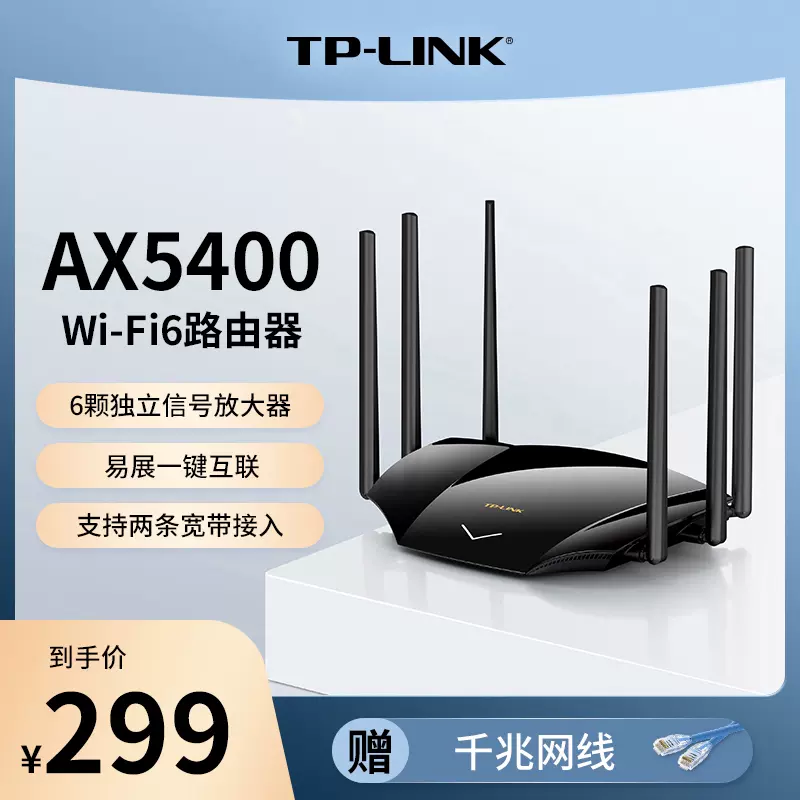 TP-LINK®
AX5400
Wi-Fi6路由器
6颗独立信号放大器
易展一键互联
支持两条宽带接入
TP-LINK
到手价
¥299
赠 千兆网线